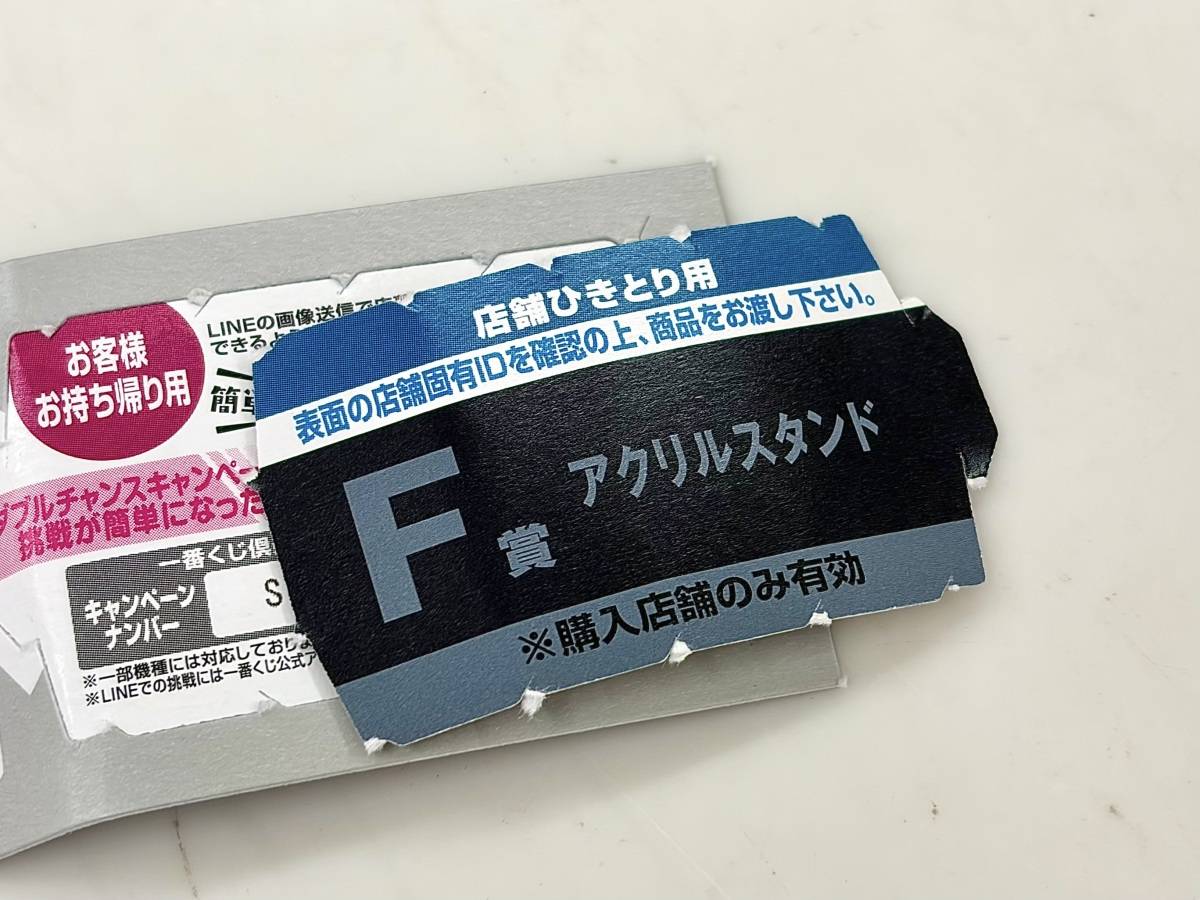 お客様
お持ち帰り用
LINEの画像送信で
できる
簡単
ダブルチャンスキャンペー
挑戦が簡単になった
一番くじ倶
キャンペーン
ナンバー
S
※一部機種には対応しており
※LINEでの挑戦には一番くじ公式ア
店舗ひきとり用
表面の店舗固有IDを確認の上、商品をお渡し下さい。
F賞
アクリルスタンド
※購入店舗のみ有効